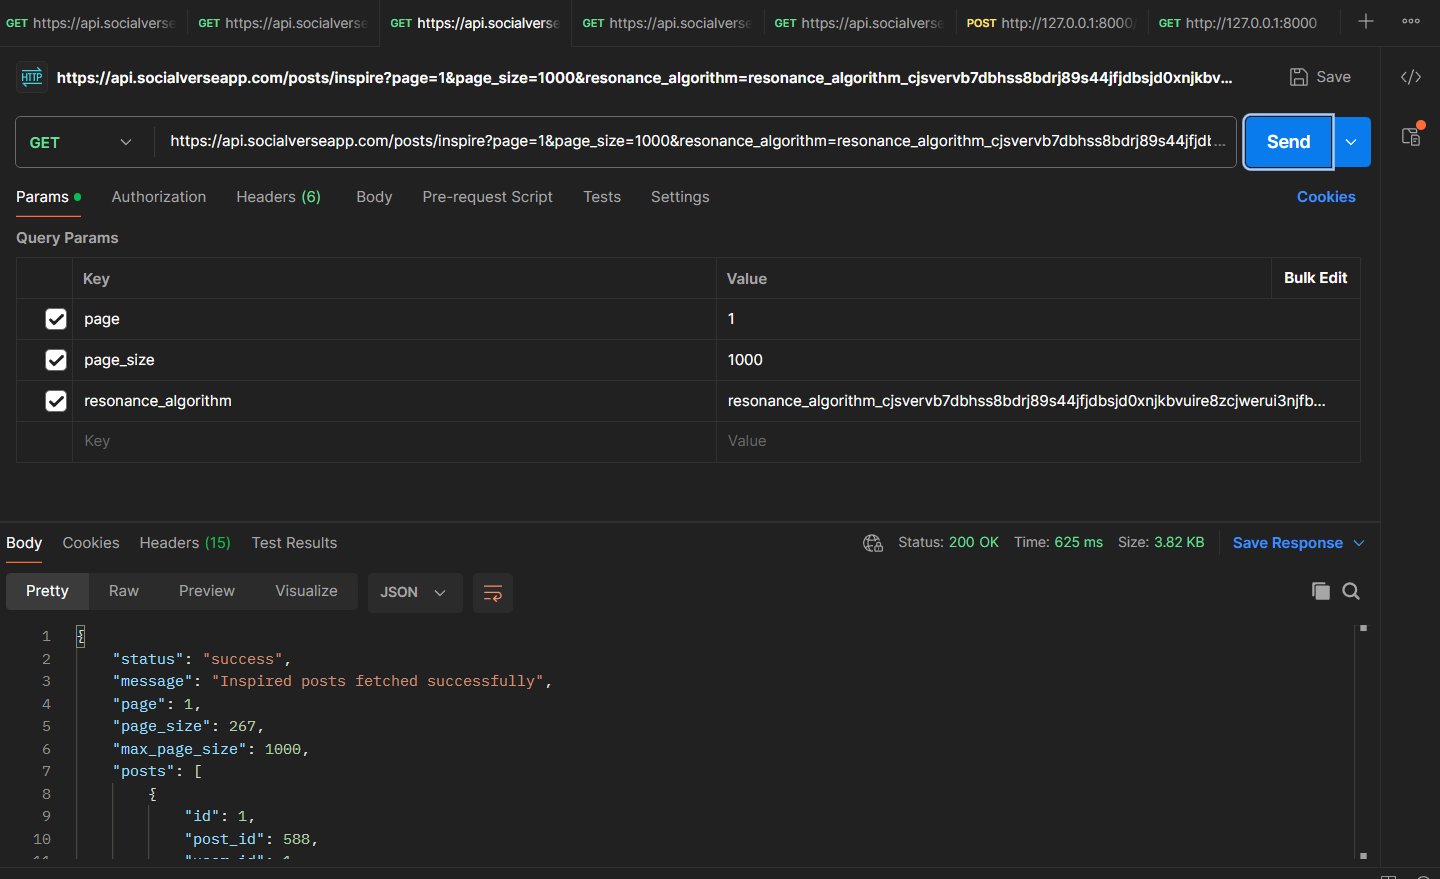 GET https://api.socialverse GET https://api.socialverse GET https://api.socialverse GET https://api.socialverse GET https://api.socialverse POST http://127.0.0.1:8000/ GET http://127.0.0.1:8000
HTTP https://api.socialverseapp.com/posts/inspire?page=1&page_size=1000&resonance_algorithm=resonance_algorithm_cjsvervb7dbhss8bdrj89s44jfjdbsjd0xnjkbv... Save
GET https://api.socialverseapp.com/posts/inspire?page=1&page_size=1000&resonance_algorithm=resonance_algorithm_cjsvervb7dbhss8bdrj89s44jfjdb... Send
Params Authorization Headers (6) Body Pre-request Script Tests Settings Cookies
Query Params
Key Value Bulk Edit
page 1
page_size 1000
resonance_algorithm resonance_algorithm_cjsvervb7dbhss8bdrj89s44jfjdbsjd0xnjkbvuire8zcjwerui3njfb...
Key Value
Body Cookies Headers (15) Test Results Status: 200 OK Time: 625 ms Size: 3.82 KB Save Response
Pretty Raw Preview Visualize JSON
1 {
2 "status": "success",
3 "message": "Inspired posts fetched successfully",
4 "page": 1,
5 "page_size": 267,
6 "max_page_size": 1000,
7 "posts": [
8 {
9 "id": 1,
10 "post_id": 588,